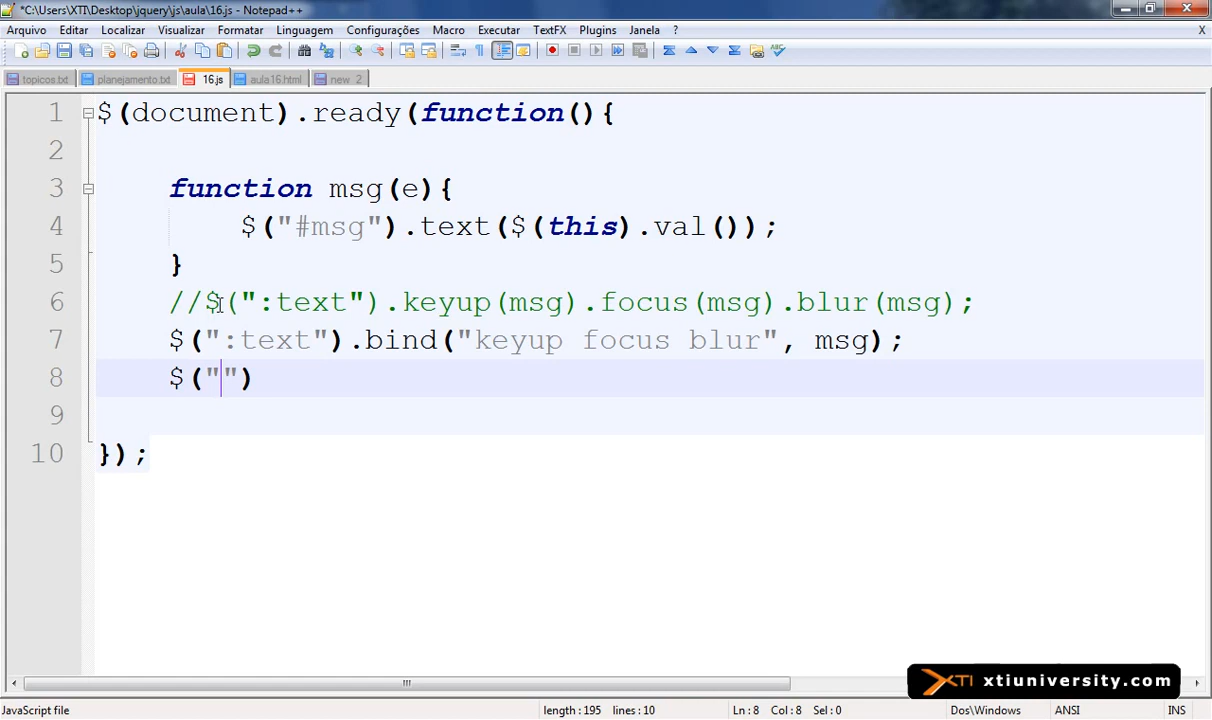 *C:\Users\XTI\Desktop\jquery\js\aula\16.js - Notepad++
Arquivo Editar Localizar Visualizar Formatar Linguagem Configurações Macro Executar TextFX Plugins Janela ? X
topicos.txt planejamento.txt 16.js aula16.html new 2
1 $(document).ready(function(){
2
3 function msg(e){
4 $("#msg").text($(this).val());
5 }
6 //$(":text").keyup(msg).focus(msg).blur(msg);
7 $(":text").bind("keyup focus blur", msg);
8 $("")
9
10 });
XTI xtiuniversity.com
JavaScript file length : 195 lines : 10 Ln : 8 Col : 8 Sel : 0 Dos\Windows ANSI INS